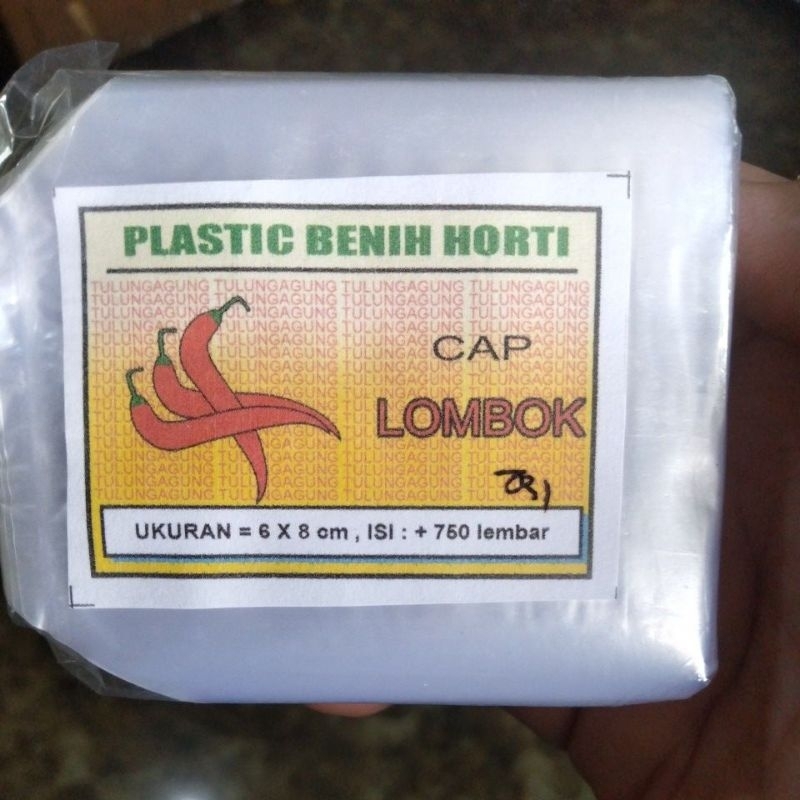 PLASTIC BENIH HORTI
TULUNGAGUNG TULUNGAGUNG TULUNGAGUNG TULUNGAGUNG
CAP
LOMBOK
UKURAN = 6 X 8 cm , ISI : + 750 lembar